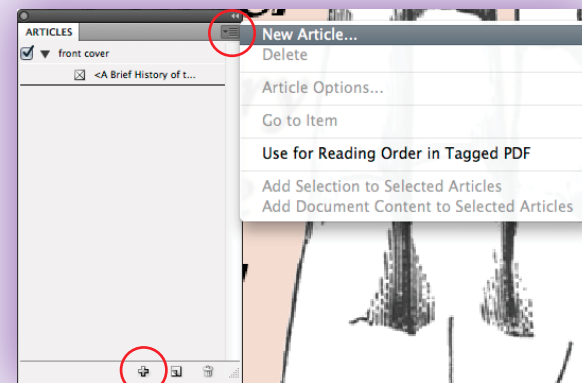 ARTICLES
front cover
<A Brief History of t...
New Article...
Delete
Article Options...
Go to Item
Use for Reading Order in Tagged PDF
Add Selection to Selected Articles
Add Document Content to Selected Articles